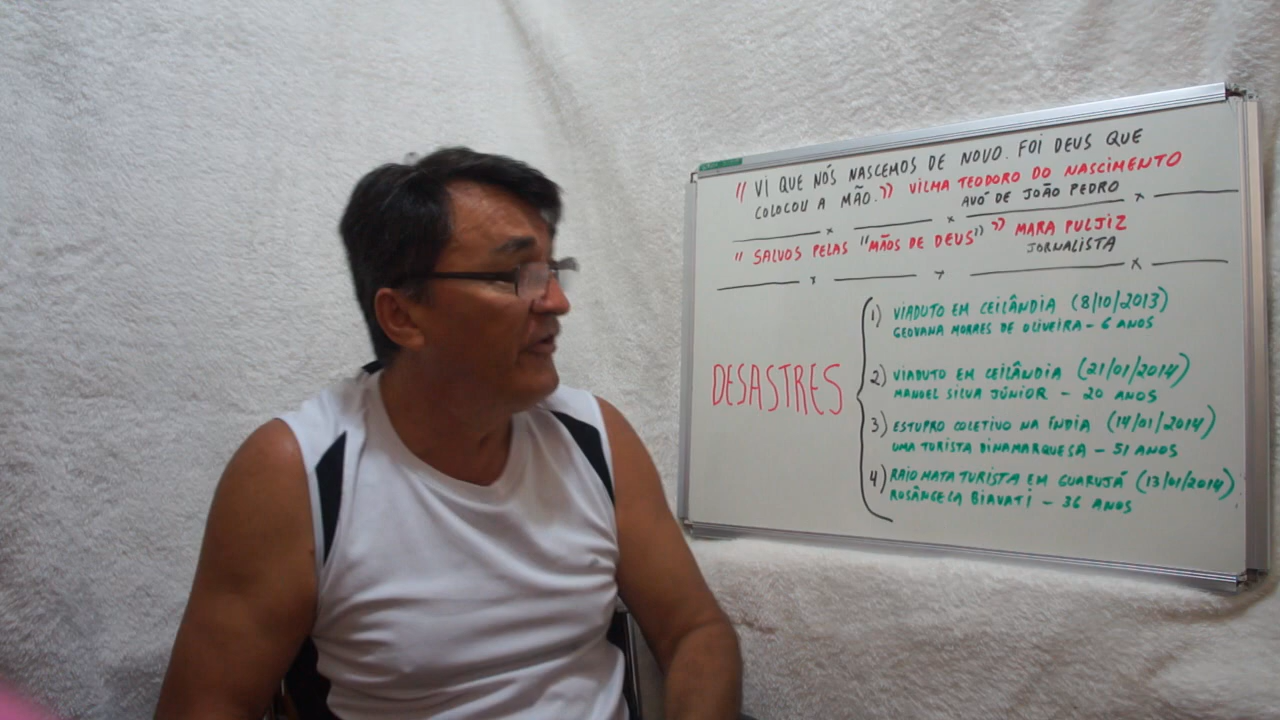 " VI QUE NÓS NASCEMOS DE NOVO. FOI DEUS QUE
COLOCOU A MÃO." VILMA TEODORO DO NASCIMENTO
AVÓ DE JOÃO PEDRO
" SALVOS PELAS "MÃOS DE DEUS" " MARA PULJIZ
JORNALISTA
DESASTRES
1) VIADUTO EM CEILÂNDIA (8/10/2013)
GEOVANA MORAES DE OLIVEIRA - 6 ANOS
2) VIADUTO EM CEILÂNDIA (21/01/2014)
MANOEL SILVA JÚNIOR - 20 ANOS
3) ESTUPRO COLETIVO NA ÍNDIA (14/01/2014)
UMA TURISTA DINAMARQUESA - 51 ANOS
4) RAIO MATA TURISTA EM GUARUJÁ (13/01/2014)
ROSÂNGELA BIAVATI - 36 ANOS